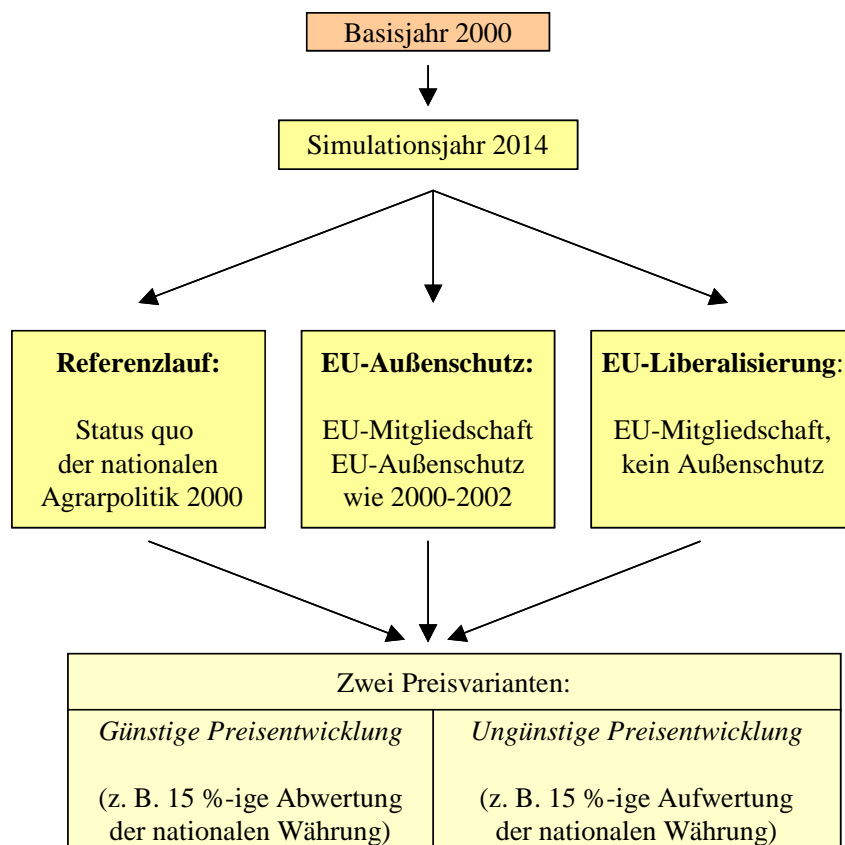 Basisjahr 2000
Simulationsjahr 2014
Referenzlauf:
Status quo
der nationalen
Agrarpolitik 2000
EU-Außenschutz:
EU-Mitgliedschaft
EU-Außenschutz
wie 2000-2002
EU-Liberalisierung:
EU-Mitgliedschaft,
kein Außenschutz
Zwei Preisvarianten:
Günstige Preisentwicklung
(z. B. 15 %-ige Abwertung
der nationalen Währung)
Ungünstige Preisentwicklung
(z. B. 15 %-ige Aufwertung
der nationalen Währung)